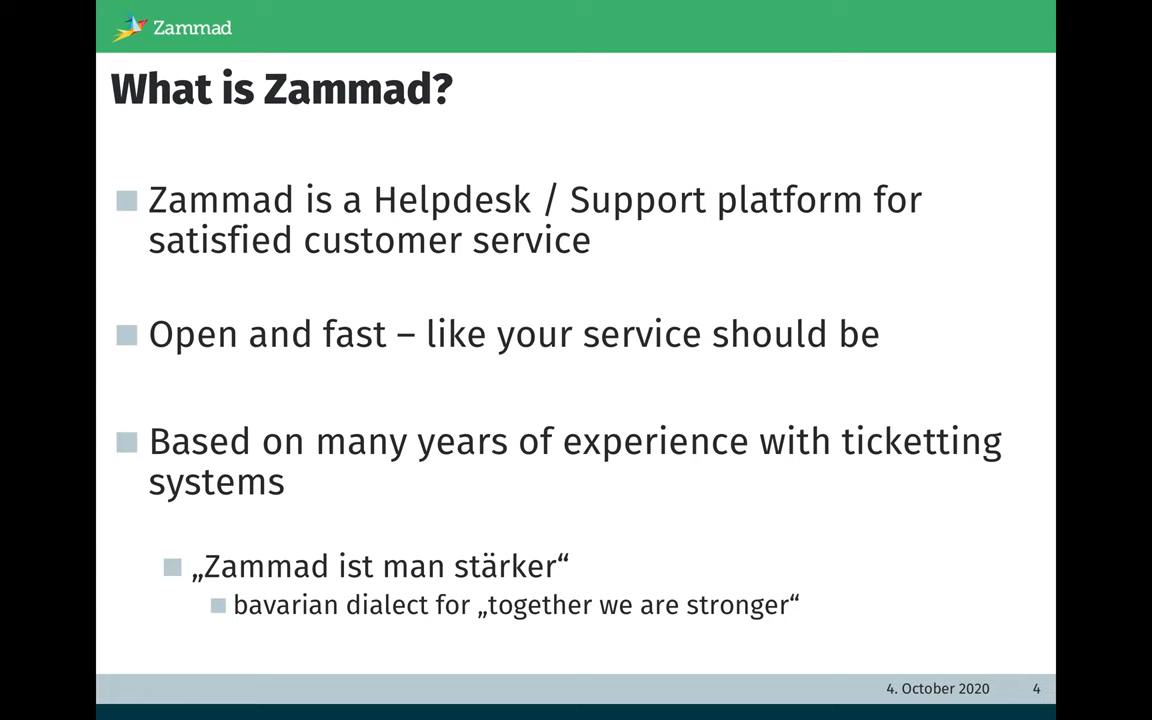 Zammad
What is Zammad?
Zammad is a Helpdesk / Support platform for
satisfied customer service
Open and fast – like your service should be
Based on many years of experience with ticketting
systems
„Zammad ist man stärker“
bavarian dialect for „together we are stronger“
4. October 2020 4